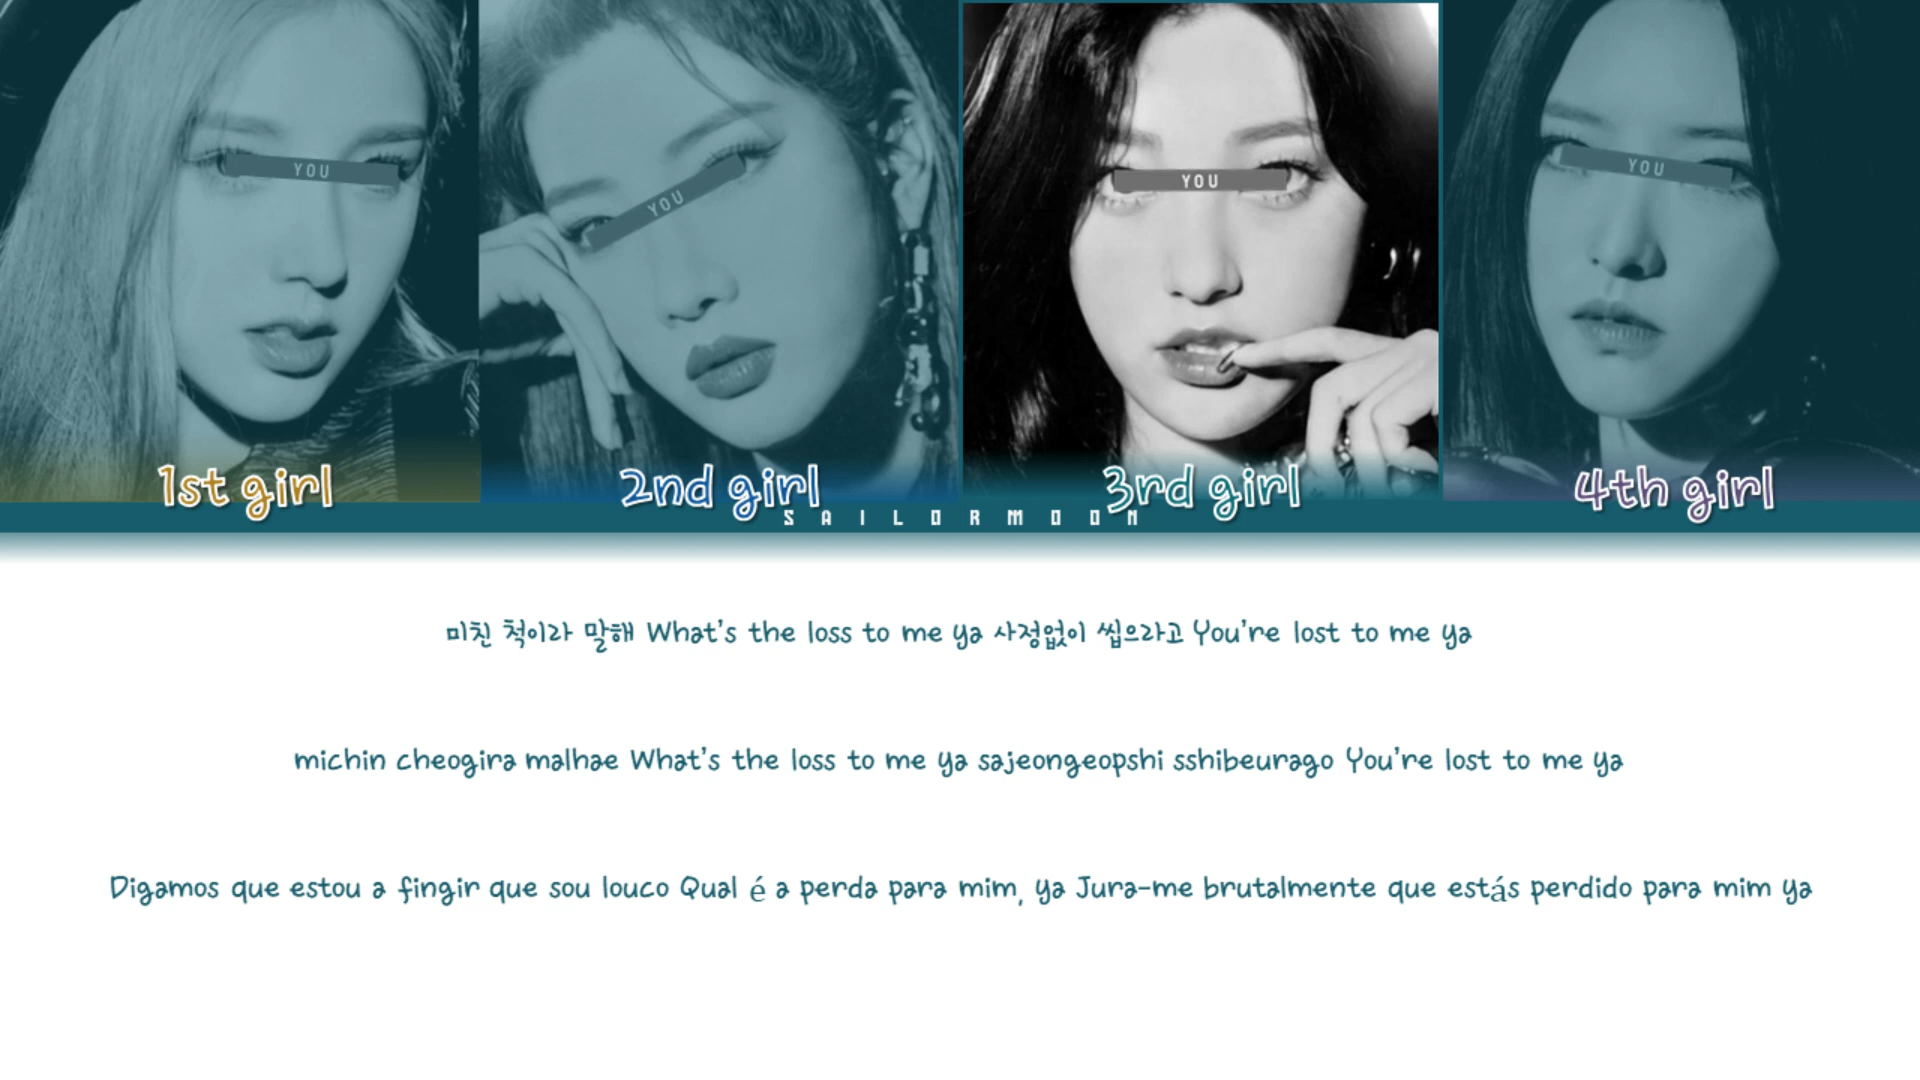 YOU
YOU
YOU
YOU
1st girl
2nd girl
3rd girl
4th girl
SAILORMOON
미친 척이라 말해 What's the loss to me ya 사정없이 씹으라고 You're lost to me ya
michin cheogira malhae What's the loss to me ya sajeongeopshi sshibeurago You're lost to me ya
Digamos que estou a fingir que sou louco Qual é a perda para mim, ya Jura-me brutalmente que estás perdido para mim ya